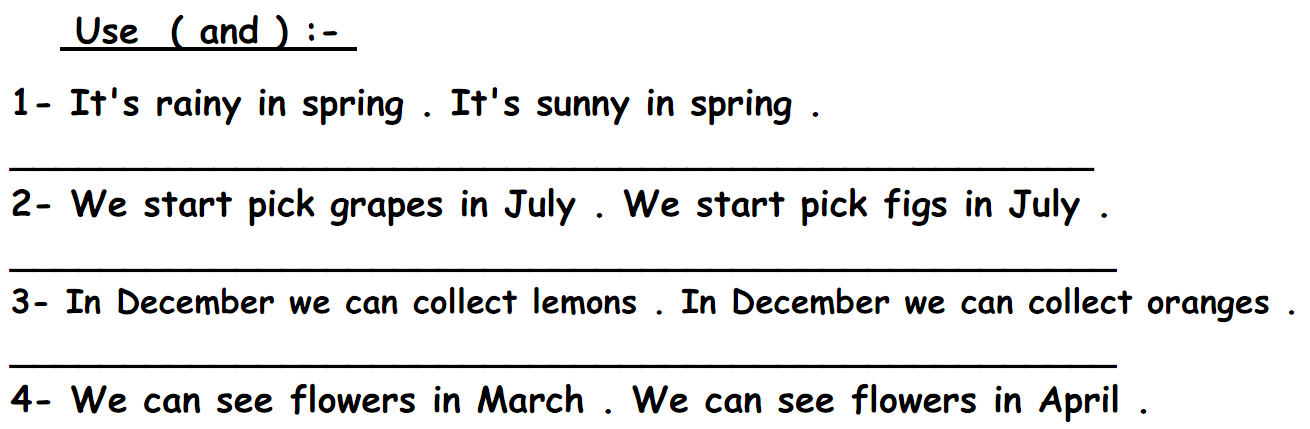 Use ( and ) :-
1- It's rainy in spring . It's sunny in spring .
2- We start pick grapes in July . We start pick figs in July .
3- In December we can collect lemons . In December we can collect oranges .
4- We can see flowers in March . We can see flowers in April .